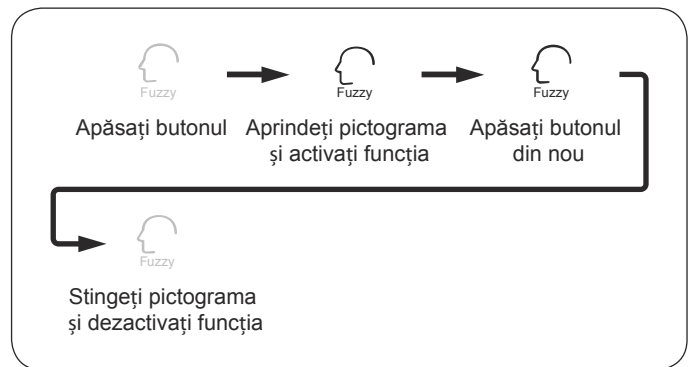 Fuzzy
Fuzzy
Fuzzy
Apăsați butonul
Aprindeți pictograma
și activați funcția
Apăsați butonul
din nou
Fuzzy
Stingeți pictograma
și dezactivați funcția